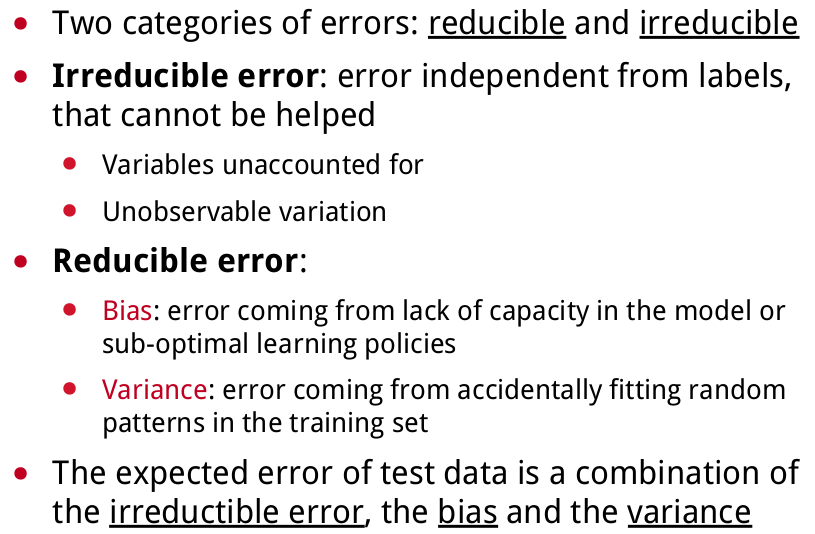 Two categories of errors: reducible and irreducible
Irreducible error: error independent from labels,
that cannot be helped
Variables unaccounted for
Unobservable variation
Reducible error:
Bias: error coming from lack of capacity in the model or
sub-optimal learning policies
Variance: error coming from accidentally fitting random
patterns in the training set
The expected error of test data is a combination of
the irreductible error, the bias and the variance